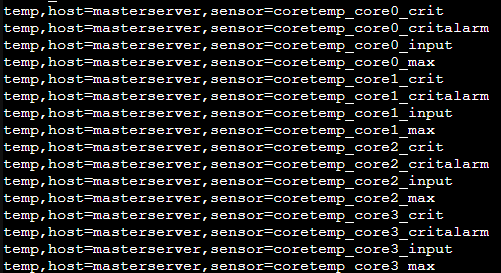 temp,host=masterserver,sensor=coretemp_core0_crit
temp,host=masterserver,sensor=coretemp_core0_critalarm
temp,host=masterserver,sensor=coretemp_core0_input
temp,host=masterserver,sensor=coretemp_core0_max
temp,host=masterserver,sensor=coretemp_core1_crit
temp,host=masterserver,sensor=coretemp_core1_critalarm
temp,host=masterserver,sensor=coretemp_core1_input
temp,host=masterserver,sensor=coretemp_core1_max
temp,host=masterserver,sensor=coretemp_core2_crit
temp,host=masterserver,sensor=coretemp_core2_critalarm
temp,host=masterserver,sensor=coretemp_core2_input
temp,host=masterserver,sensor=coretemp_core2_max
temp,host=masterserver,sensor=coretemp_core3_crit
temp,host=masterserver,sensor=coretemp_core3_critalarm
temp,host=masterserver,sensor=coretemp_core3_input
temp,host=masterserver,sensor=coretemp_core3_max